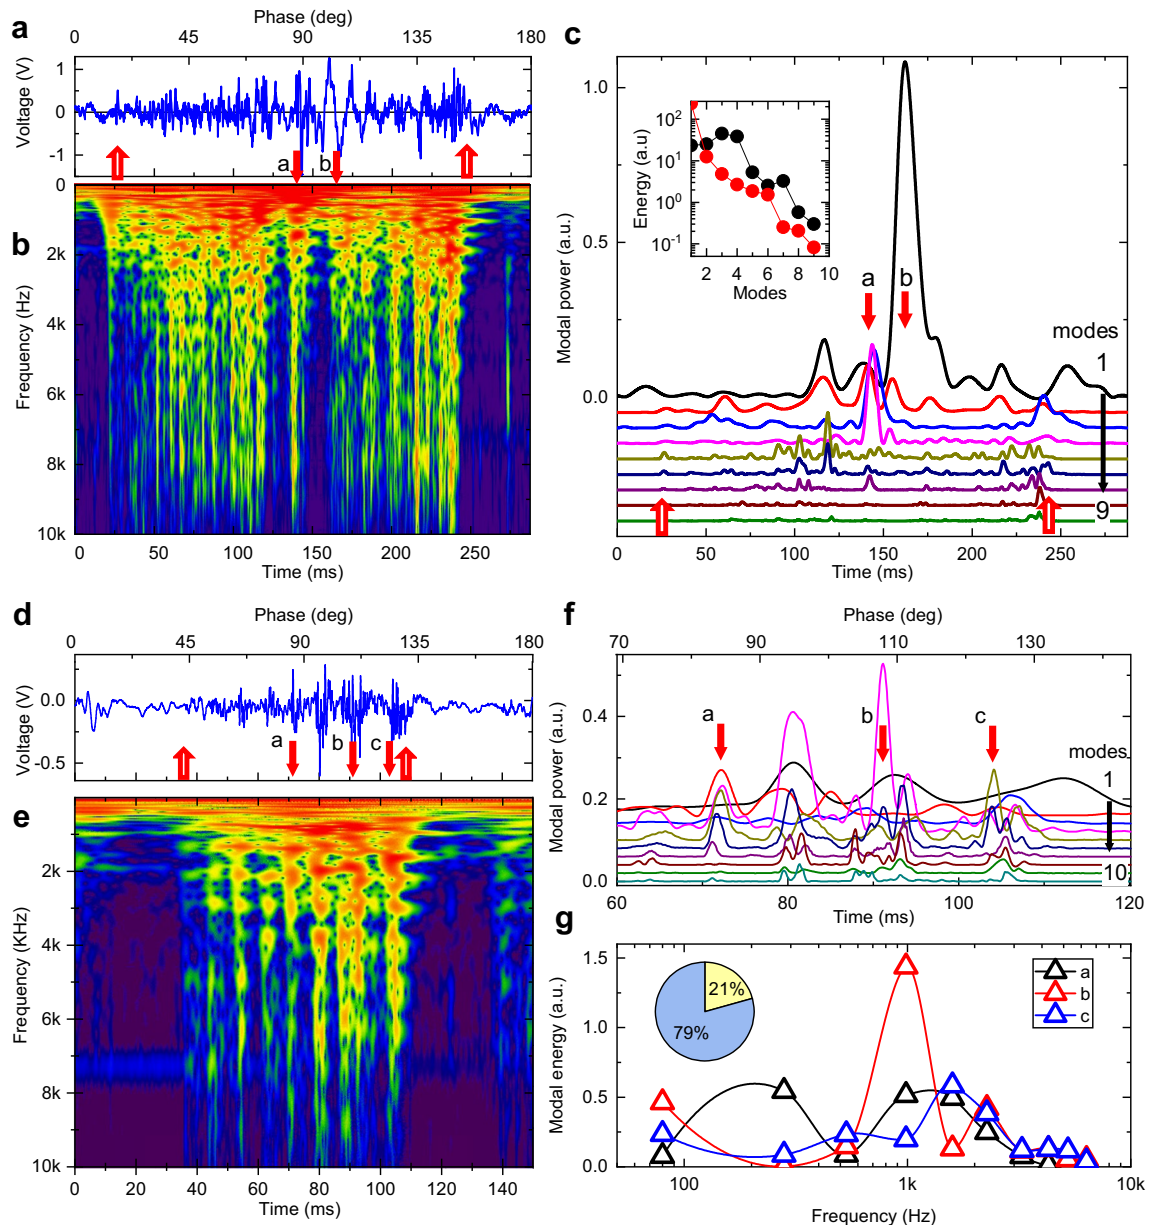 a
Phase (deg)
0 45 90 135 180
Voltage (V)
1
0
-1
a b
b
Frequency (Hz)
0
2k
4k
6k
8k
10k
0 50 100 150 200 250
Time (ms)
c
Modal power (a.u.)
1.0
0.5
0.0
Energy (a.u)
10²
10¹
10⁰
10⁻¹
2 4 6 8 10
Modes
a b
modes
1
9
0 50 100 150 200 250
Time (ms)
d
Phase (deg)
0 45 90 135 180
Voltage (V)
0.0
-0.5
a b c
e
Frequency (KHz)
2k
4k
6k
8k
10k
0 20 40 60 80 100 120 140
Time (ms)
f
Phase (deg)
70 90 110 130
Modal power (a.u.)
0.4
0.2
0.0
a b c
modes
1
10
60 80 100 120
Time (ms)
g
Modal energy (a.u.)
1.5
1.0
0.5
0.0
21%
79%
a
b
c
100 1k 10k
Frequency (Hz)